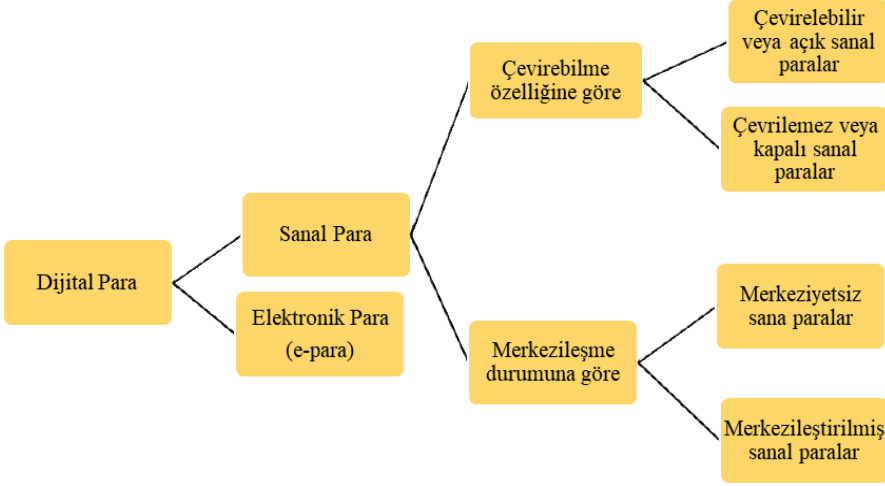 Dijital Para
Sanal Para
Elektronik Para
(e-para)
Çevirebilme
özelliğine göre
Merkezileşme
durumuna göre
Çevirelebilir
veya açık sanal
paralar
Çevrilemez veya
kapalı sanal
paralar
Merkeziyetsiz
sana paralar
Merkezileştirilmiş
sanal paralar